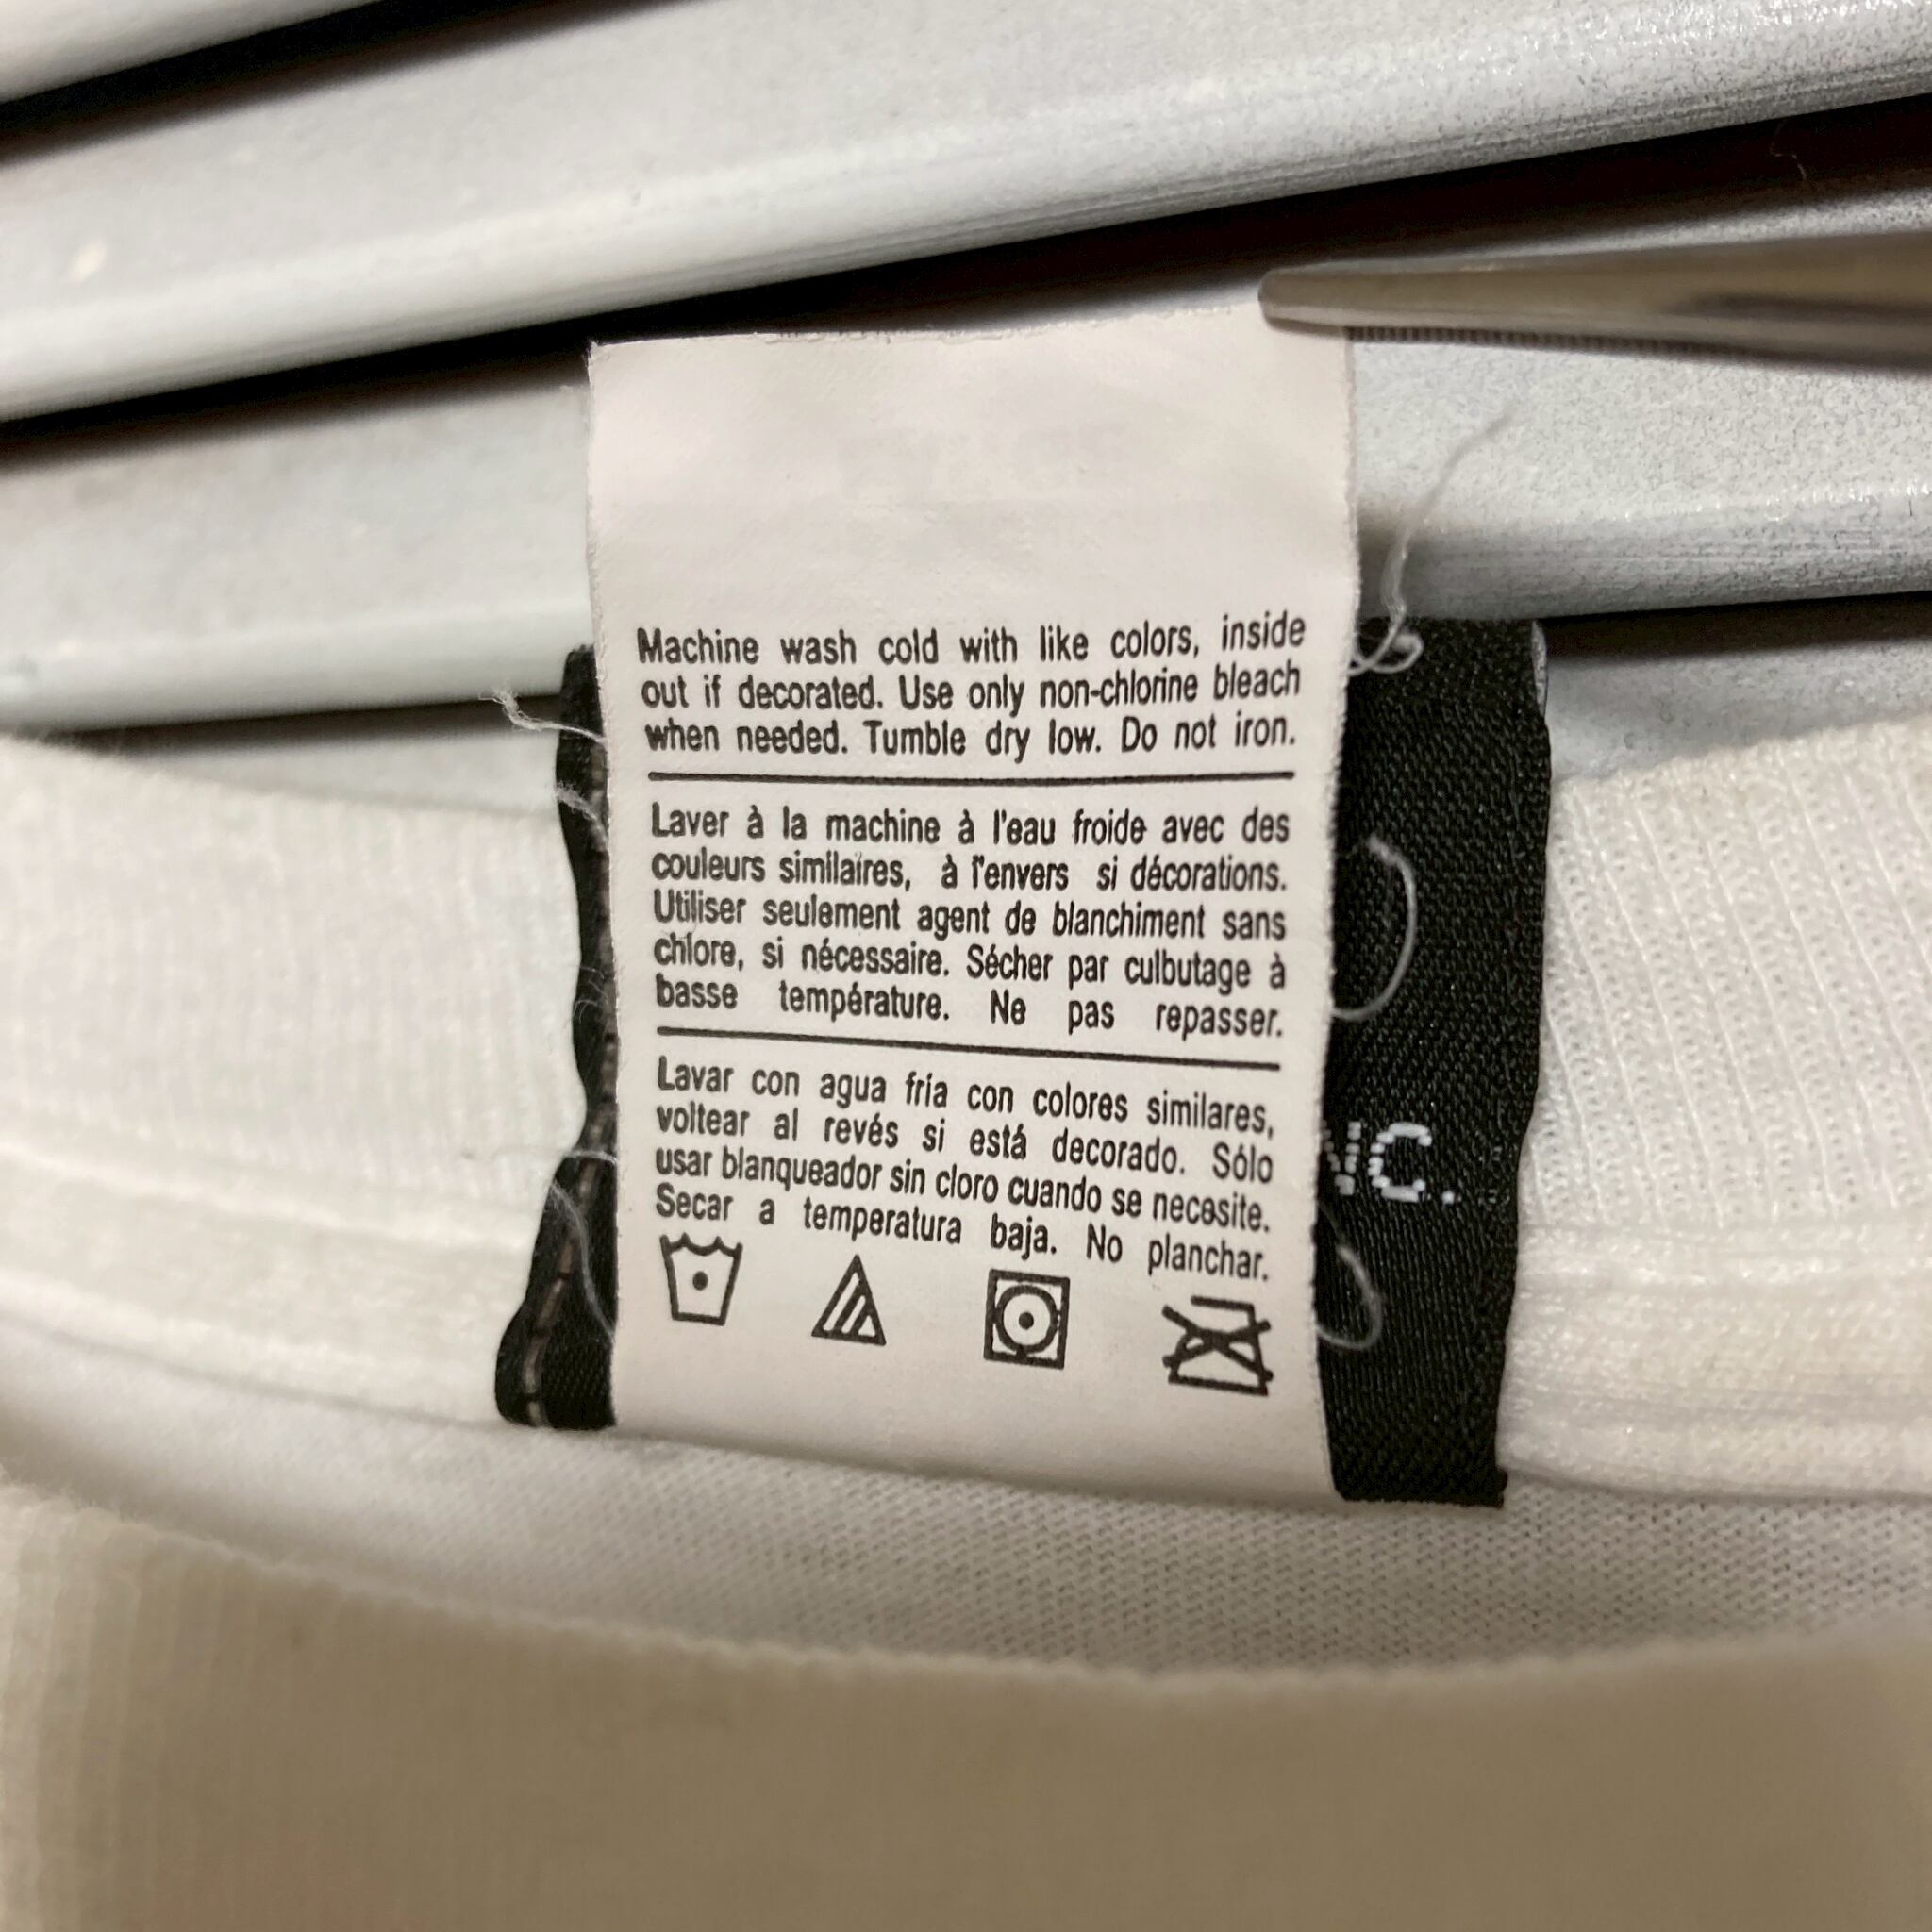 Machine wash cold with like colors, inside
out if decorated. Use only non-chlorine bleach
when needed. Tumble dry low. Do not iron.
Laver à la machine à l'eau froide avec des
couleurs similaires, à l'envers si décorations.
Utiliser seulement agent de blanchiment sans
chlore, si nécessaire. Sécher par culbutage à
basse température. Ne pas repasser.
Lavar con agua fría con colores similares,
voltear al revés si está decorado. Sólo
usar blanqueador sin cloro cuando se necesite.
Secar a temperatura baja. No planchar.